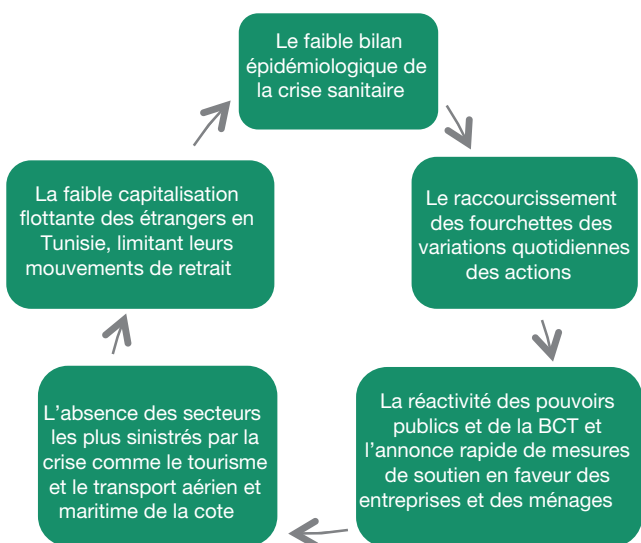 Le faible bilan
épidémiologique de
la crise sanitaire
Le raccourcissement
des fourchettes des
variations quotidiennes
des actions
La réactivité des pouvoirs
publics et de la BCT et
l'annonce rapide de mesures
de soutien en faveur des
entreprises et des ménages
L'absence des secteurs
les plus sinistrés par la
crise comme le tourisme
et le transport aérien et
maritime de la cote
La faible capitalisation
flottante des étrangers en
Tunisie, limitant leurs
mouvements de retrait